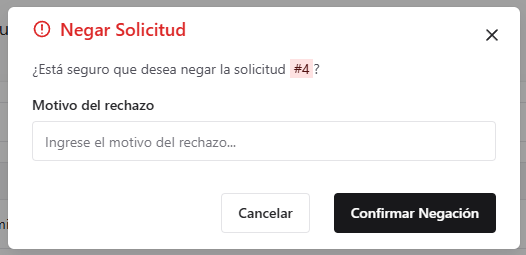 Negar Solicitud
¿Está seguro que desea negar la solicitud #4?
Motivo del rechazo
Ingrese el motivo del rechazo...
Cancelar
Confirmar Negación